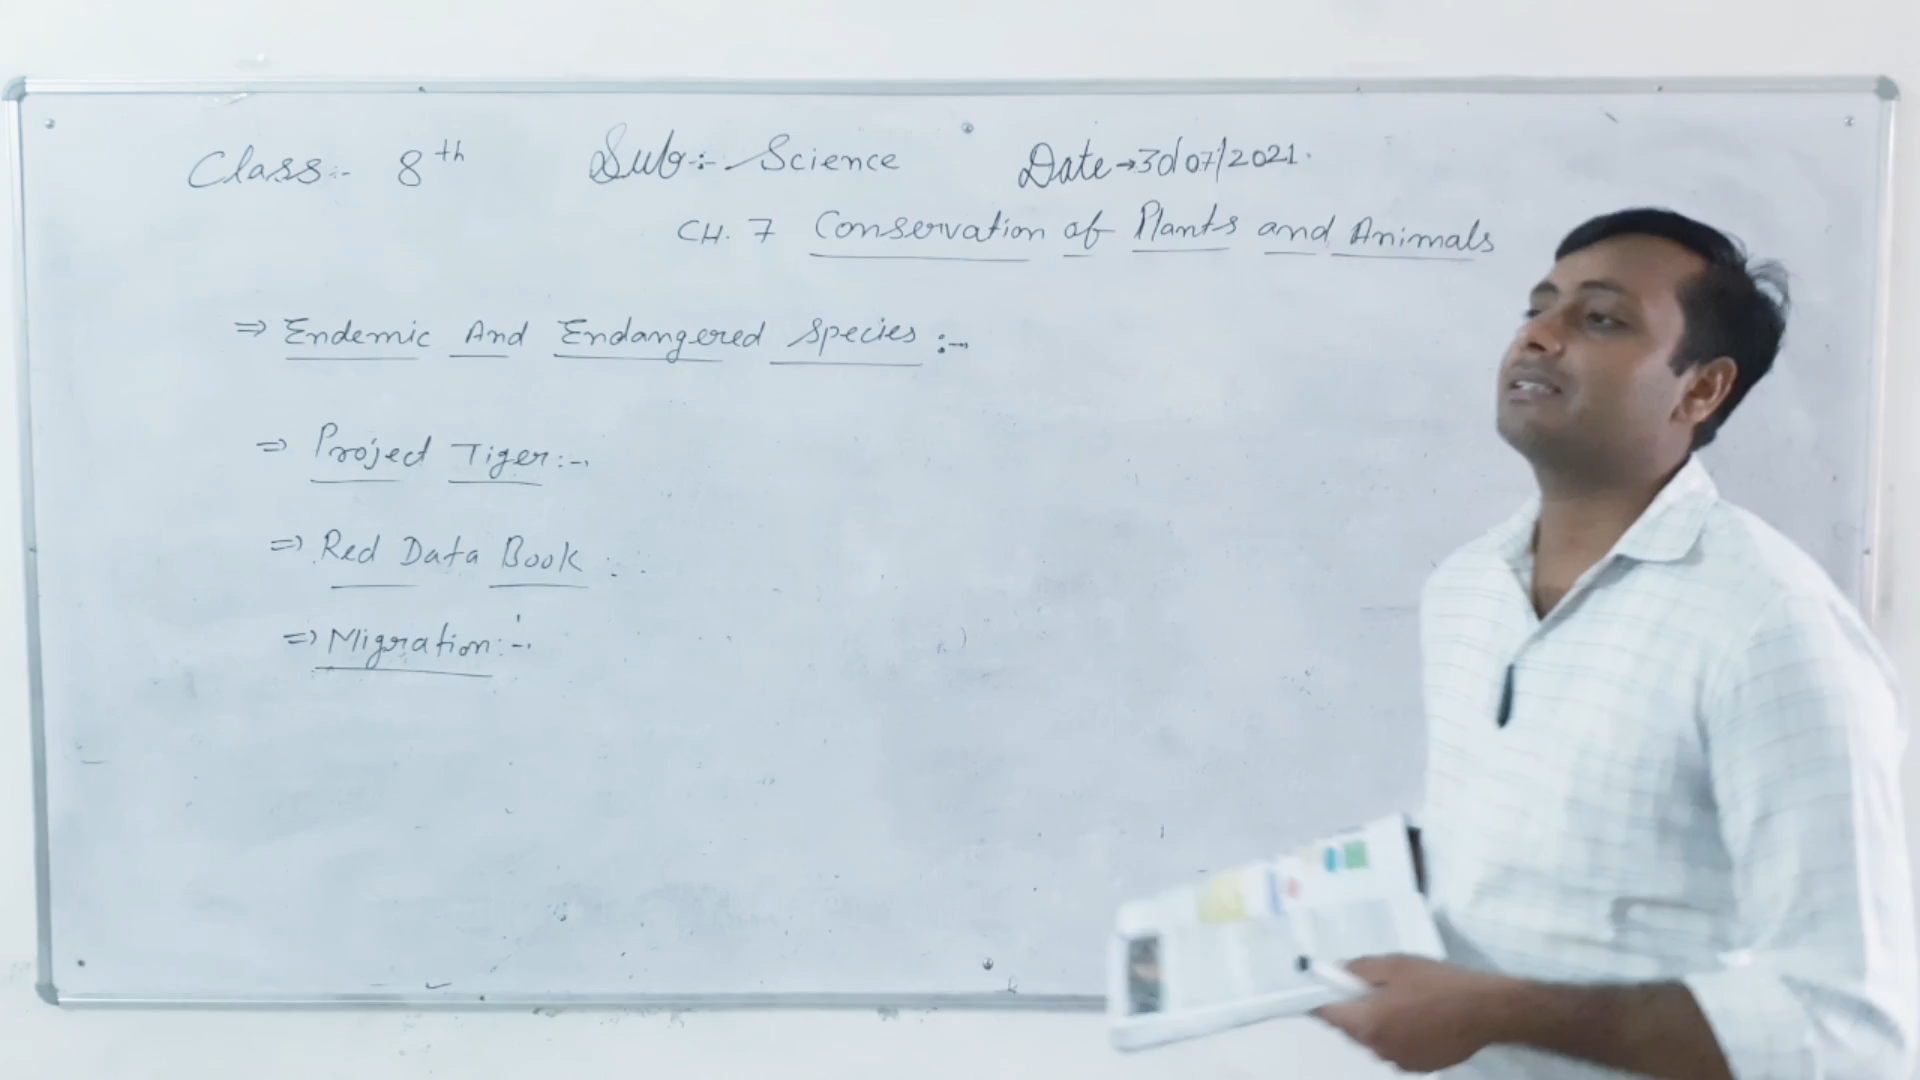 Class:- 8th Sub:- Science Date→30/07/2021.
CH. 7 Conservation of Plants and Animals
⇒ Endemic And Endangered Species :-
⇒ Project Tiger:-
⇒ Red Data Book :
⇒ Migration:-